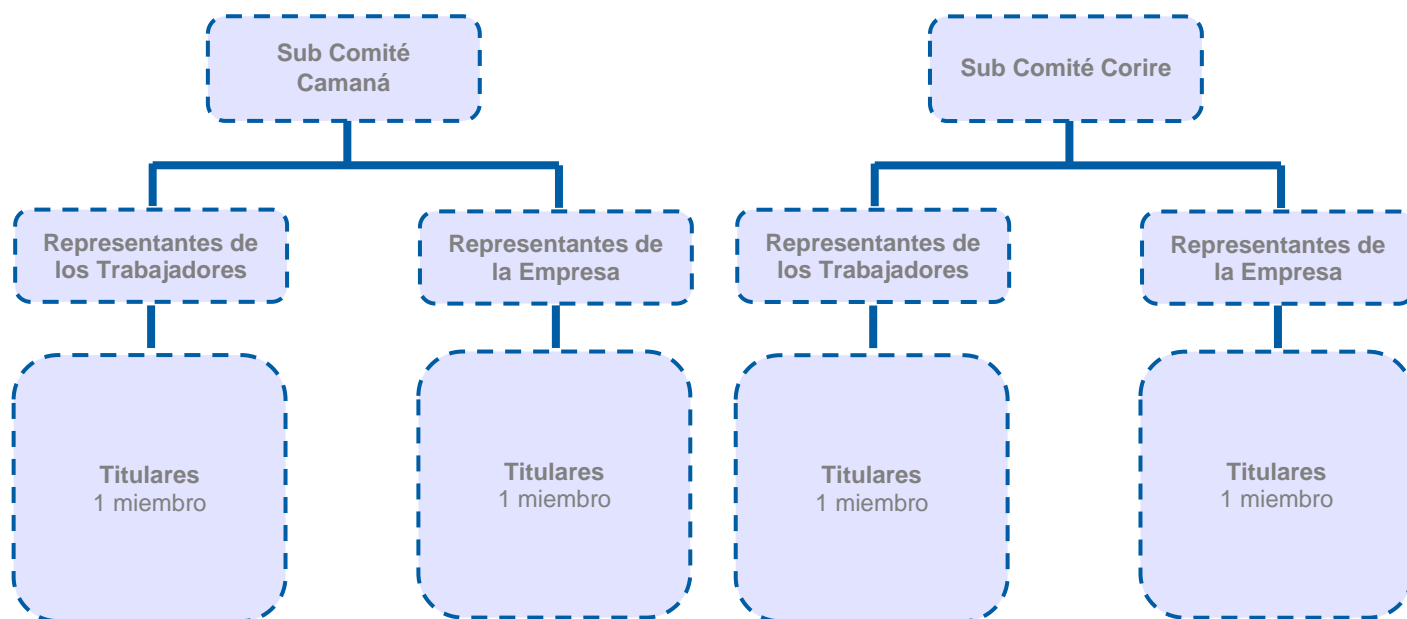 Sub Comité
Camaná
Sub Comité Corire
Representantes de
los Trabajadores
Representantes de
la Empresa
Representantes de
los Trabajadores
Representantes de
la Empresa
Titulares
1 miembro
Titulares
1 miembro
Titulares
1 miembro
Titulares
1 miembro